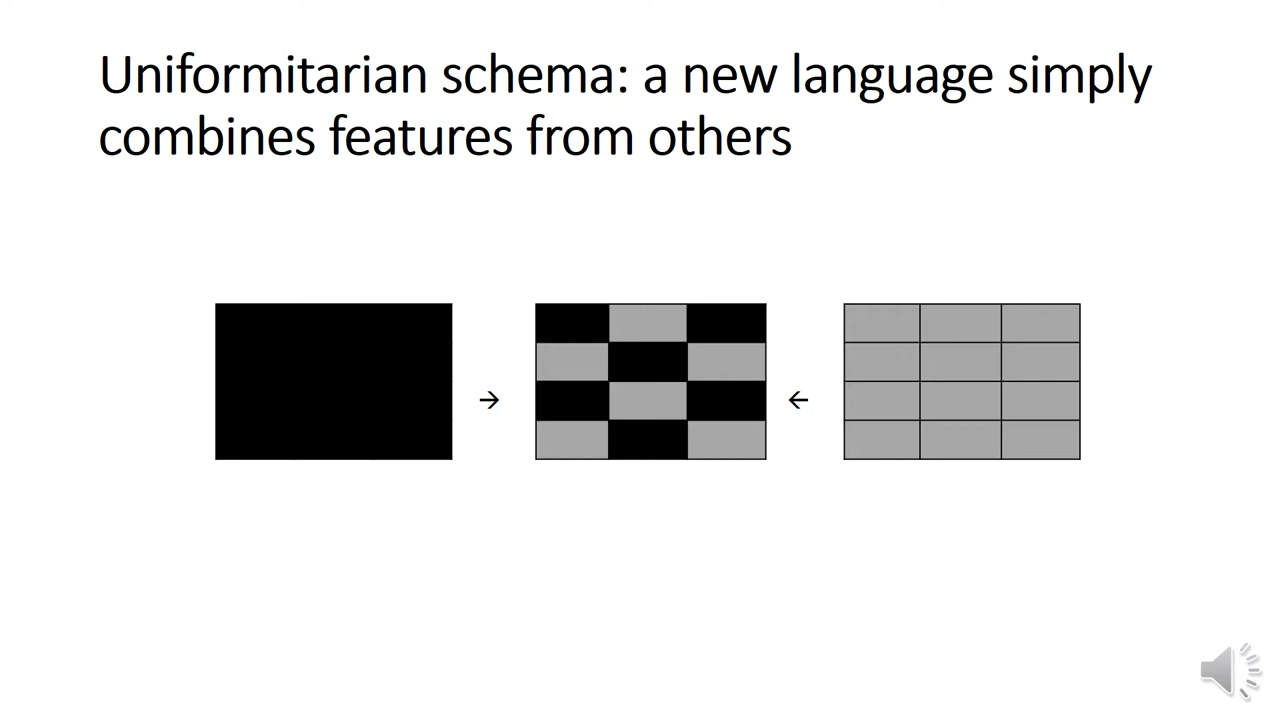 Uniformitarian schema: a new language simply
combines features from others
→ ←